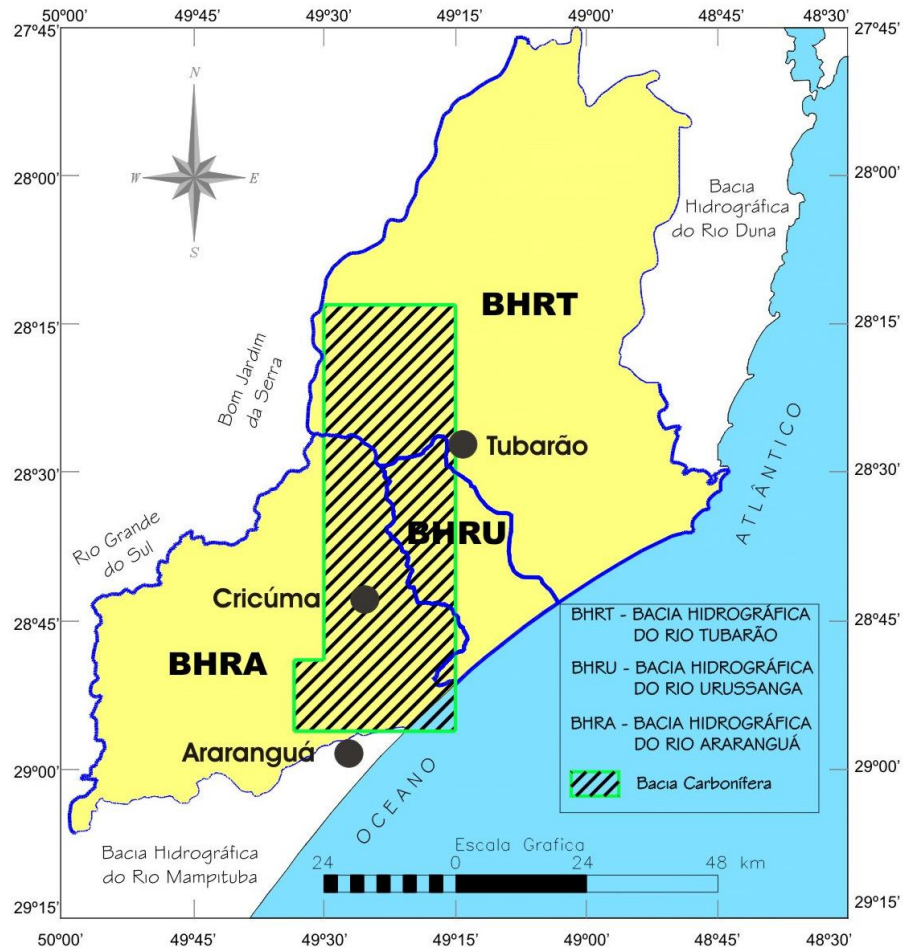 50°00' 49°45' 49°30' 49°15' 49°00' 48°45' 48°30'
27°45' 27°45'
N
W E
S
28°00' 28°00'
Bacia
Hidrográfica
do Rio Duna
BHRT
28°15' 28°15'
Bom Jardim
da Serra
Tubarão
28°30' 28°30'
ATLÂNTICO
Rio Grande
do Sul
BHRU
Cricúma
28°45' 28°45'
BHRA
BHRT - BACIA HIDROGRÁFICA
DO RIO TUBARÃO
BHRU - BACIA HIDROGRÁFICA
DO RIO URUSSANGA
BHRA - BACIA HIDROGRÁFICA
DO RIO ARARANGUÁ
Bacia Carbonífera
Araranguá
29°00' 29°00'
OCEANO
Bacia Hidrográfica
do Rio Mampituba
Escala Grafica
24 0 24 48 km
29°15' 29°15'
50°00' 49°45' 49°30' 49°15' 49°00' 48°45' 48°30'